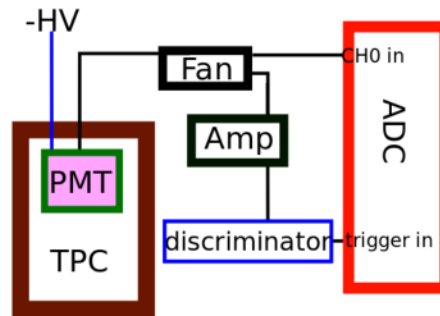 -HV
Fan
CH0 in
Amp
ADC
PMT
discriminator
trigger in
TPC